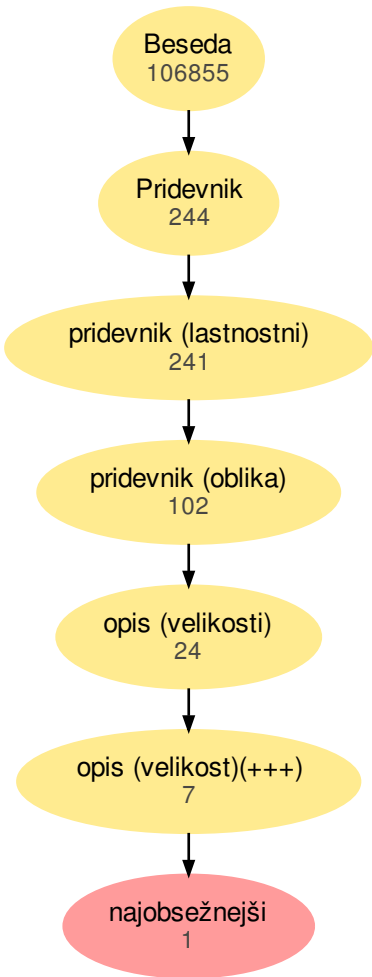 Beseda
106855
Pridevnik
244
pridevnik (lastnostni)
241
pridevnik (oblika)
102
opis (velikosti)
24
opis (velikost)(+++)
7
najobsežnejši
1